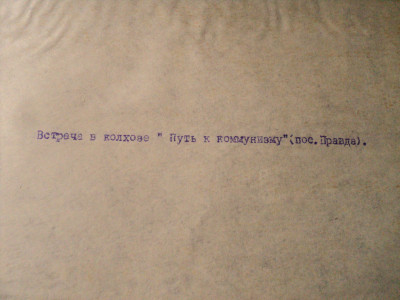 Встреча в колхозе " Путь к коммунизму"(пос.Правда).